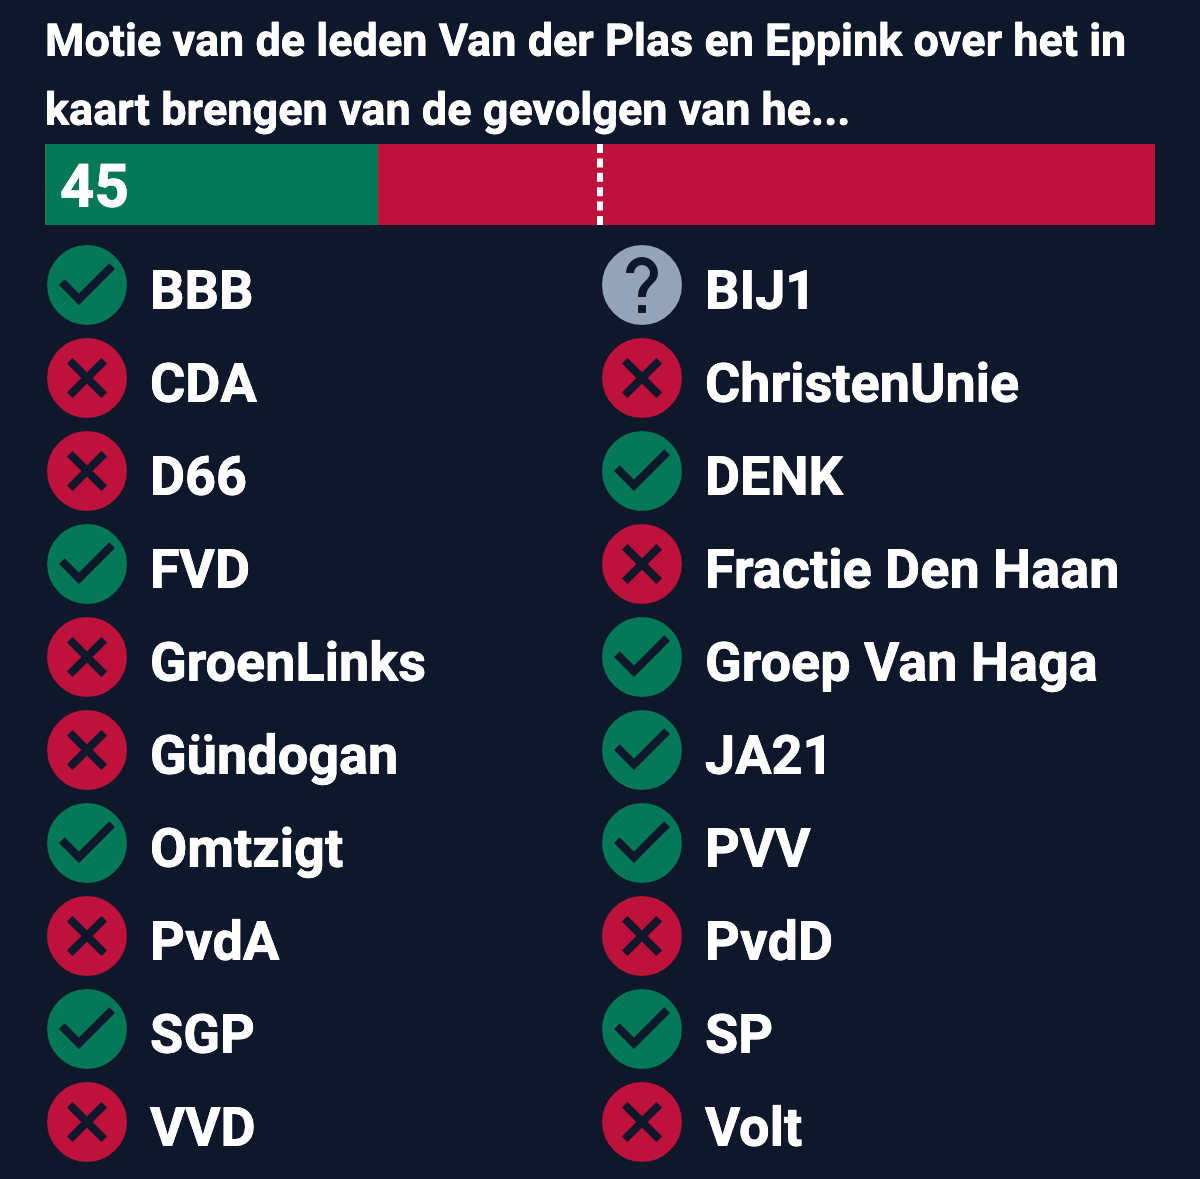 Motie van de leden Van der Plas en Eppink over het in
kaart brengen van de gevolgen van he...
45
BBB
? BIJ1
CDA
ChristenUnie
D66
DENK
FVD
Fractie Den Haan
GroenLinks
Groep Van Haga
Gündogan
JA21
Omtzigt
PVV
PvdA
PvdD
SGP
SP
VVD
Volt